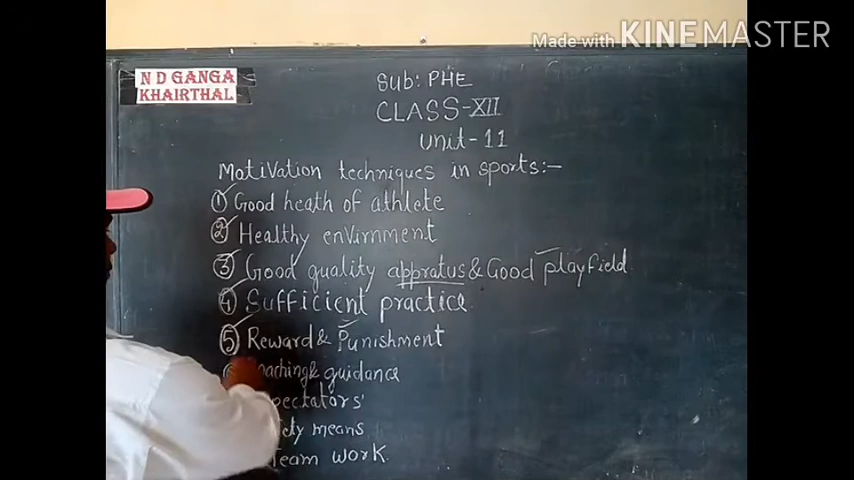 Made with KINEMASTER
N D GANGA
KHAIRTHAL
Sub: PHE
CLASS-XII
Unit-11
Motivation techniques in sports:-
① Good heath of athlete
② Healthy envirnment
③ Good quality appratus & Good playfield
④ Sufficient practice
⑤ Reward & Punishment
guidance
means
Team work